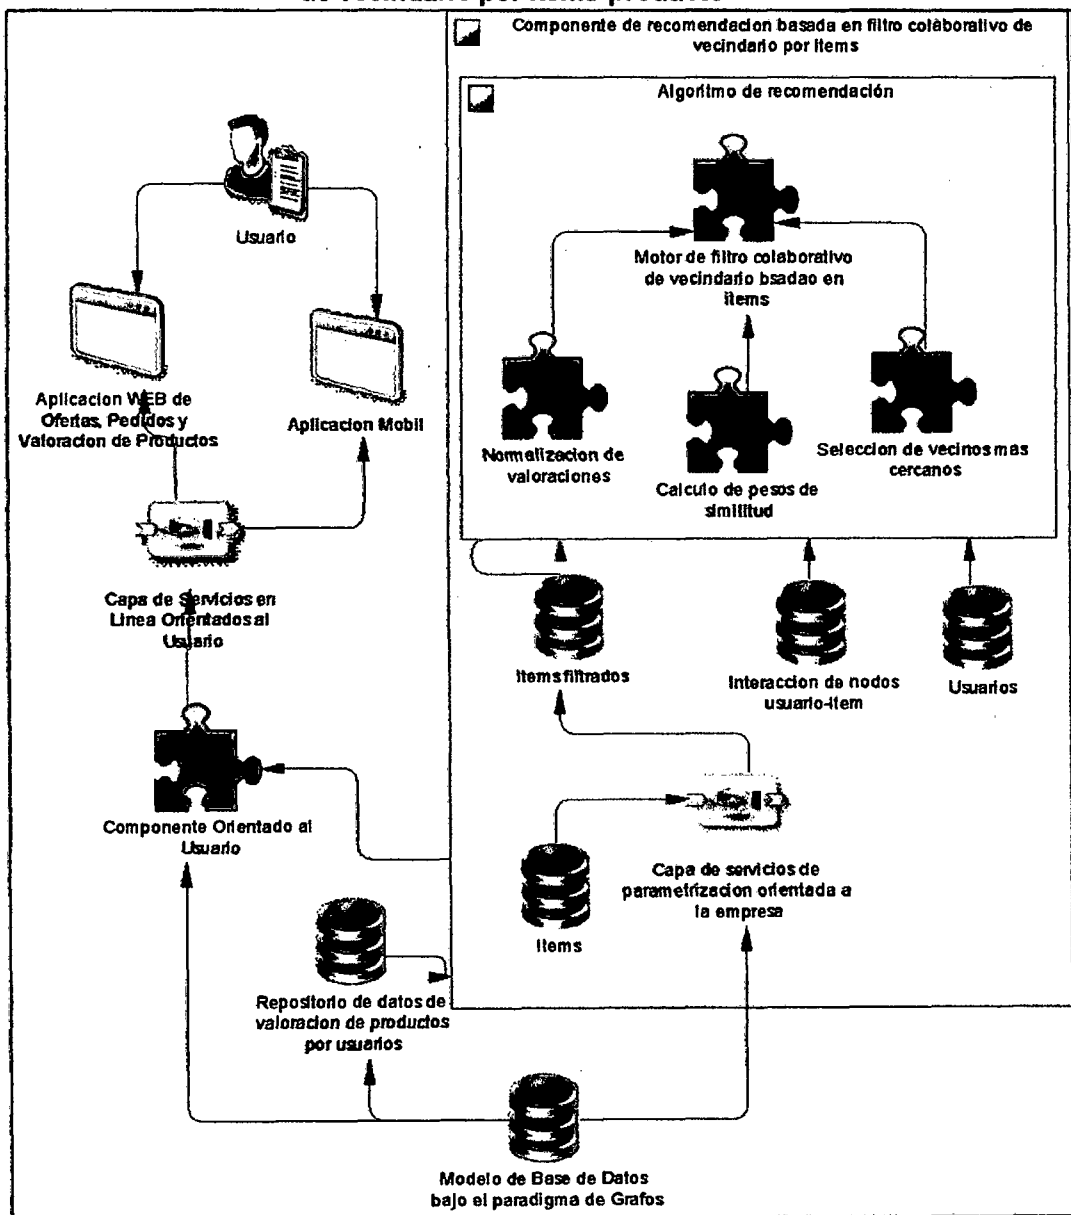 de vecindario por items-producto
Componente de recomendacion basada en filtro colaborativo de
vecindario por items
Algoritmo de recomendación
Usuario
Motor de filtro colaborativo
de vecindario bsadao en
items
Aplicacion WEB de
Ofertas, Pedidos y
Valoracion de Productos
Aplicacion Mobil
Normalizacion de
valoraciones
Calculo de pesos de
similitud
Seleccion de vecinos mas
cercanos
Capa de Servicios en
Linea Orientados al
Usuario
Items filtrados
Interaccion de nodos
usuario-item
Usuarios
Componente Orientado al
Usuario
Items
Capa de servicios de
parametrizacion orientada a
la empresa
Repositorio de datos de
valoracion de productos
por usuarios
Modelo de Base de Datos
bajo el paradigma de Grafos